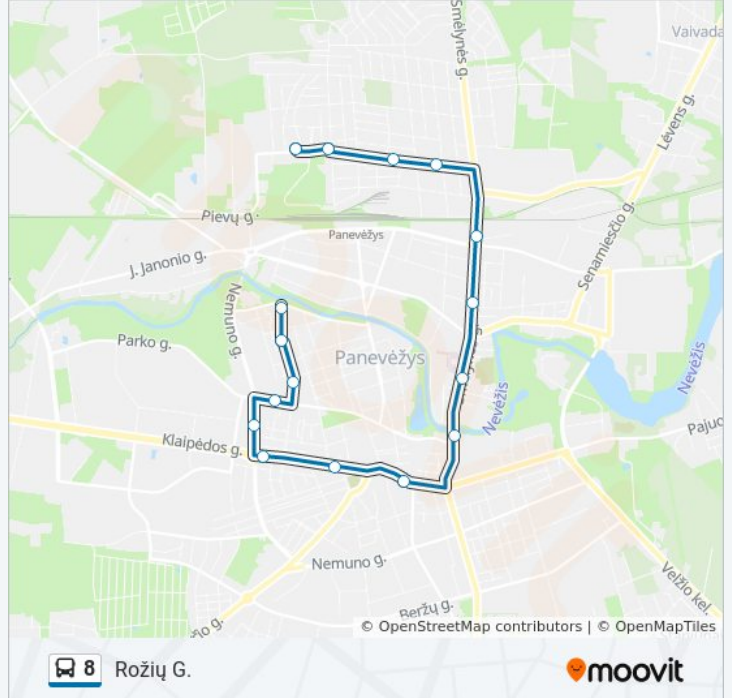 Smėlynės g.
Vaivada
Lėvens g.
Pievų g.
Panevėžys
Senamiesčio g.
J. Janonio g.
Nemuno g.
Parko g.
Panevėžys
Nevėžis
Nevėžis
Klaipėdos g.
Pajuo
Nemuno g.
Velžio kel.
Beržų g.
© OpenStreetMap contributors | © OpenMapTiles
8 Rožių G.
moovit